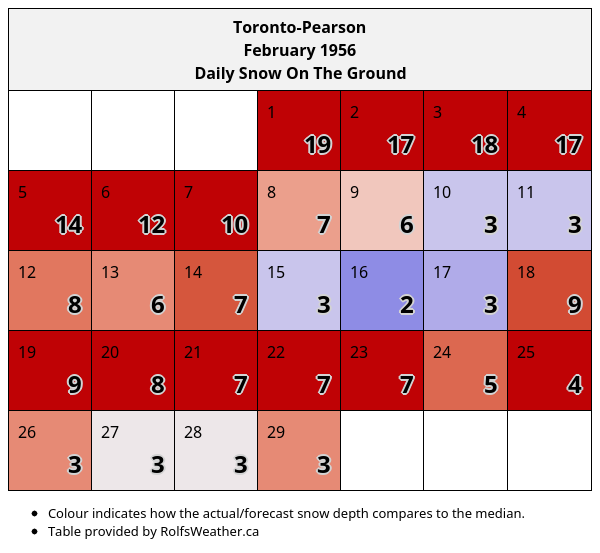 Toronto-Pearson
February 1956
Daily Snow On The Ground
1 2 3 4
19 17 18 17
5 6 7 8 9 10 11
14 12 10 7 6 3 3
12 13 14 15 16 17 18
8 6 7 3 2 3 9
19 20 21 22 23 24 25
9 8 7 7 7 5 4
26 27 28 29
3 3 3 3
• Colour indicates how the actual/forecast snow depth compares to the median.
• Table provided by RolfsWeather.ca